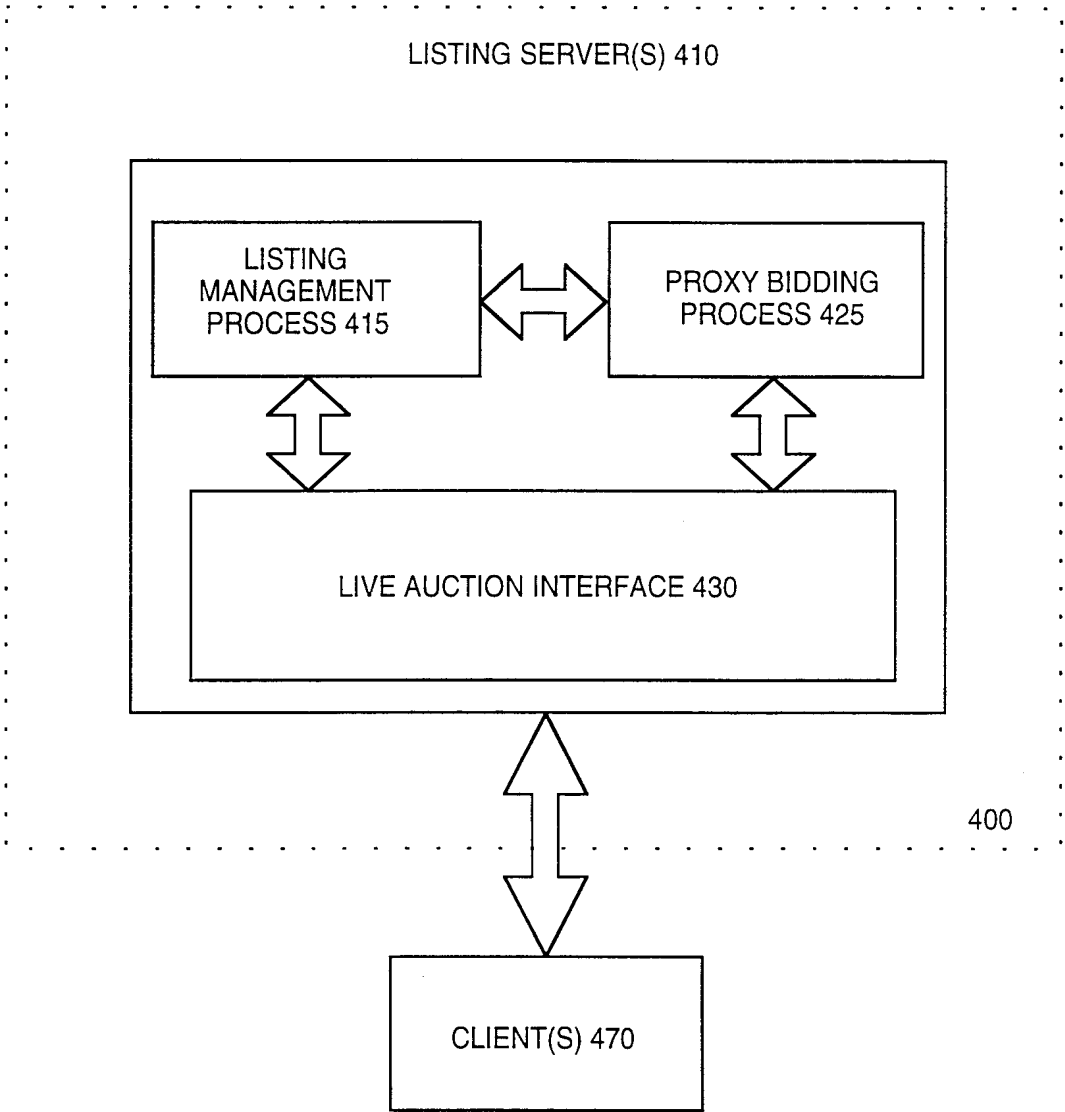 LISTING SERVER(S) 410
LISTING
MANAGEMENT
PROCESS 415
PROXY BIDDING
PROCESS 425
LIVE AUCTION INTERFACE 430
400
CLIENT(S) 470